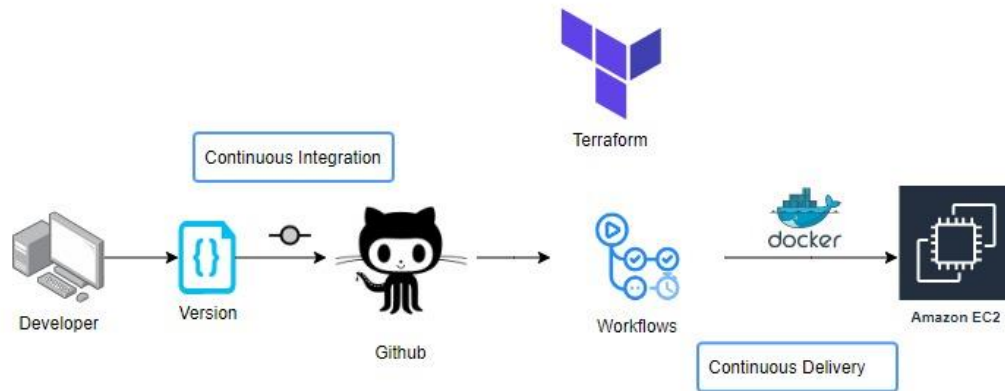 Terraform
Continuous Integration
docker
Developer
Version
Github
Workflows
Amazon EC2
Continuous Delivery